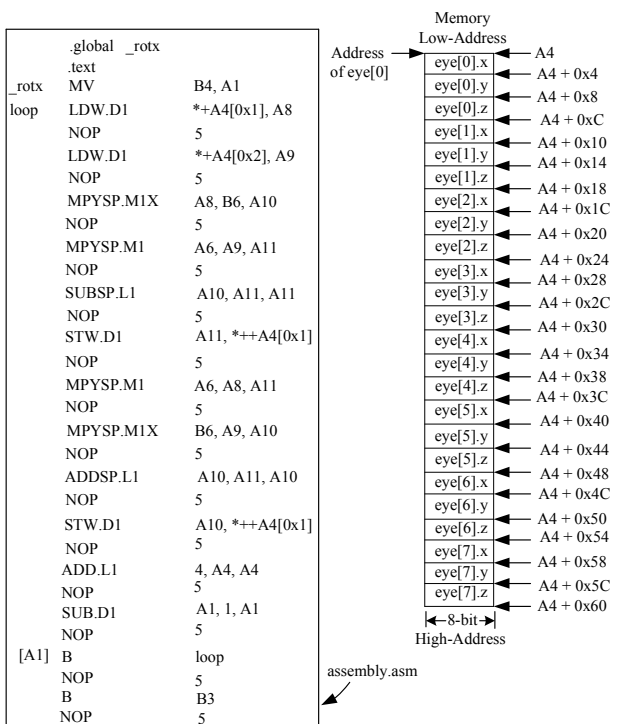 .global _rotx
.text
_rotx MV B4, A1
loop LDW.D1 *+A4[0x1], A8
NOP 5
LDW.D1 *+A4[0x2], A9
NOP 5
MPYSP.M1X A8, B6, A10
NOP 5
MPYSP.M1 A6, A9, A11
NOP 5
SUBSP.L1 A10, A11, A11
NOP 5
STW.D1 A11, *++A4[0x1]
NOP 5
MPYSP.M1 A6, A8, A11
NOP 5
MPYSP.M1X B6, A9, A10
NOP 5
ADDSP.L1 A10, A11, A10
NOP 5
STW.D1 A10, *++A4[0x1]
NOP 5
ADD.L1 4, A4, A4
NOP 5
SUB.D1 A1, 1, A1
NOP 5
[A1] B loop
NOP 5
B B3
NOP 5
assembly.asm
Memory
Low-Address
Address
of eye[0]
A4
eye[0].x
A4 + 0x4
eye[0].y
A4 + 0x8
eye[0].z
A4 + 0xC
eye[1].x
A4 + 0x10
eye[1].y
A4 + 0x14
eye[1].z
A4 + 0x18
eye[2].x
A4 + 0x1C
eye[2].y
A4 + 0x20
eye[2].z
A4 + 0x24
eye[3].x
A4 + 0x28
eye[3].y
A4 + 0x2C
eye[3].z
A4 + 0x30
eye[4].x
A4 + 0x34
eye[4].y
A4 + 0x38
eye[4].z
A4 + 0x3C
eye[5].x
A4 + 0x40
eye[5].y
A4 + 0x44
eye[5].z
A4 + 0x48
eye[6].x
A4 + 0x4C
eye[6].y
A4 + 0x50
eye[6].z
A4 + 0x54
eye[7].x
A4 + 0x58
eye[7].y
A4 + 0x5C
eye[7].z
A4 + 0x60
8-bit
High-Address